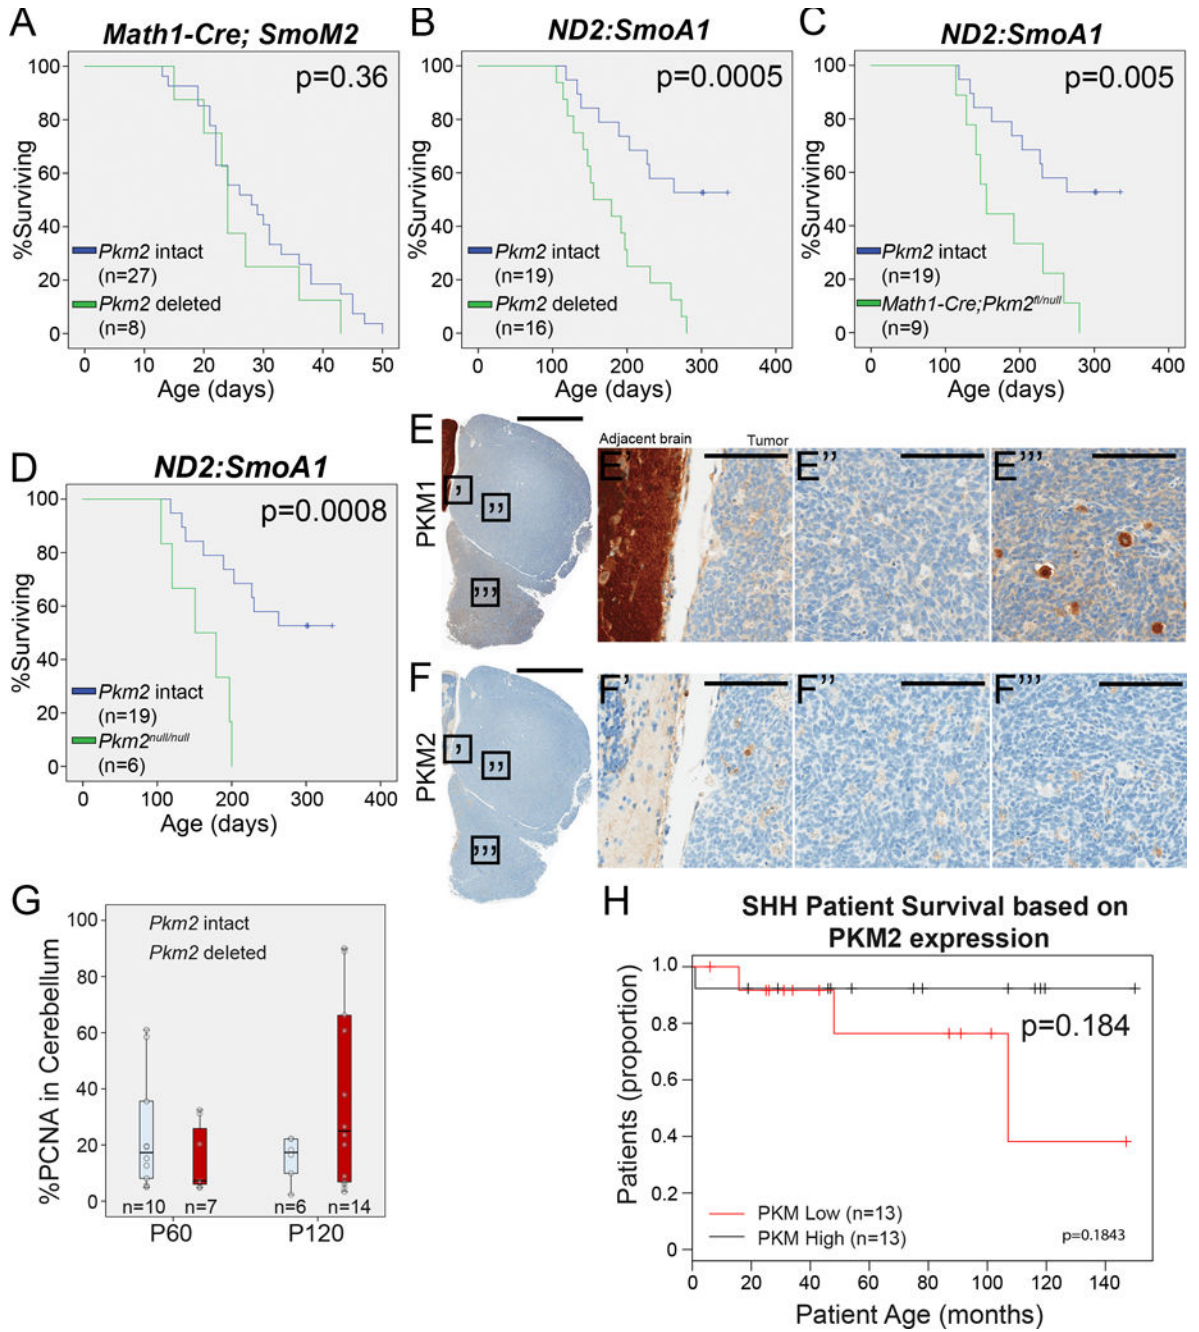 A
Math1-Cre; SmoM2
p=0.36
100
80
60
40
20
0
%Surviving
Pkm2 intact
(n=27)
Pkm2 deleted
(n=8)
0 10 20 30 40 50
Age (days)
B
ND2:SmoA1
p=0.0005
100
80
60
40
20
0
%Surviving
Pkm2 intact
(n=19)
Pkm2 deleted
(n=16)
0 100 200 300 400
Age (days)
C
ND2:SmoA1
p=0.005
100
80
60
40
20
0
%Surviving
Pkm2 intact
(n=19)
Math1-Cre;Pkm2fl/null
(n=9)
0 100 200 300 400
Age (days)
D
ND2:SmoA1
p=0.0008
100
80
60
40
20
0
%Surviving
Pkm2 intact
(n=19)
Pkm2null/null
(n=6)
0 100 200 300 400
Age (days)
E
PKM1
’
’’
’’’
Adjacent brain Tumor
E'
E''
E'''
F
PKM2
’
’’
’’’
F'
F''
F'''
G
Pkm2 intact
Pkm2 deleted
100
80
60
40
20
0
%PCNA in Cerebellum
n=10 n=7 n=6 n=14
P60 P120
H
SHH Patient Survival based on
PKM2 expression
p=0.184
1.0
0.8
0.6
0.4
0.2
0
Patients (proportion)
PKM Low (n=13)
PKM High (n=13)
p=0.1843
0 20 40 60 80 100 120 140
Patient Age (months)